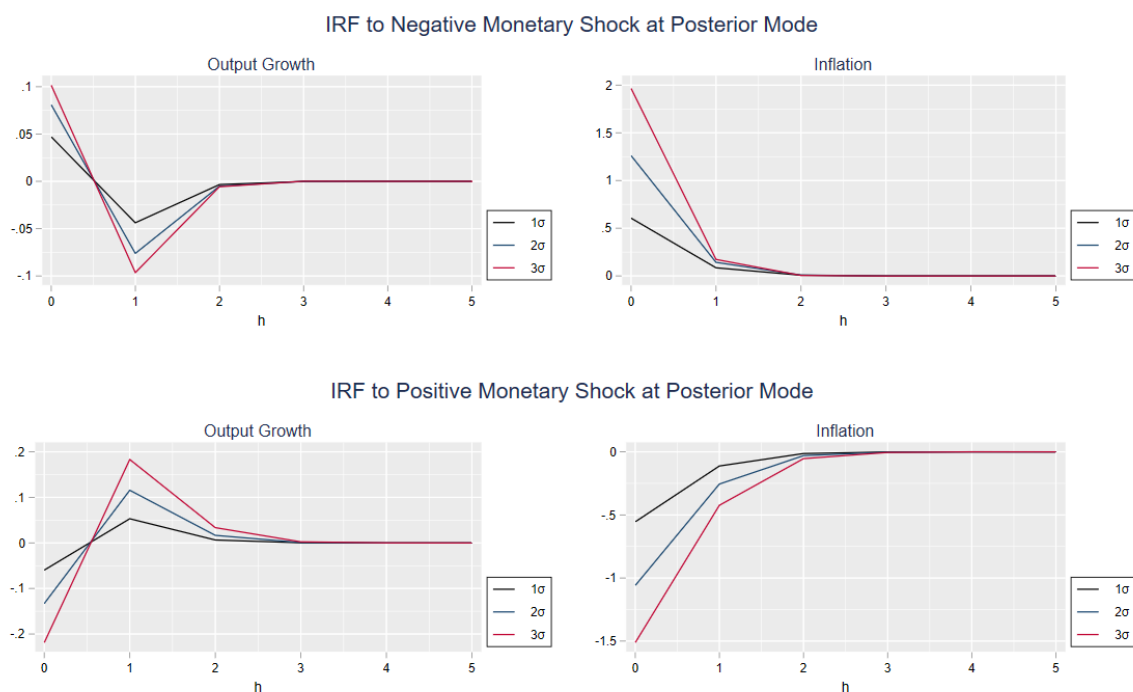 IRF to Negative Monetary Shock at Posterior Mode
Output Growth
.1
.05
0
-.05
-.1
0 1 2 3 4 5
h
1σ
2σ
3σ
Inflation
2
1.5
1
.5
0
0 1 2 3 4 5
h
1σ
2σ
3σ
IRF to Positive Monetary Shock at Posterior Mode
Output Growth
.2
.1
0
-.1
-.2
0 1 2 3 4 5
h
1σ
2σ
3σ
Inflation
0
-.5
-1
-1.5
0 1 2 3 4 5
h
1σ
2σ
3σ